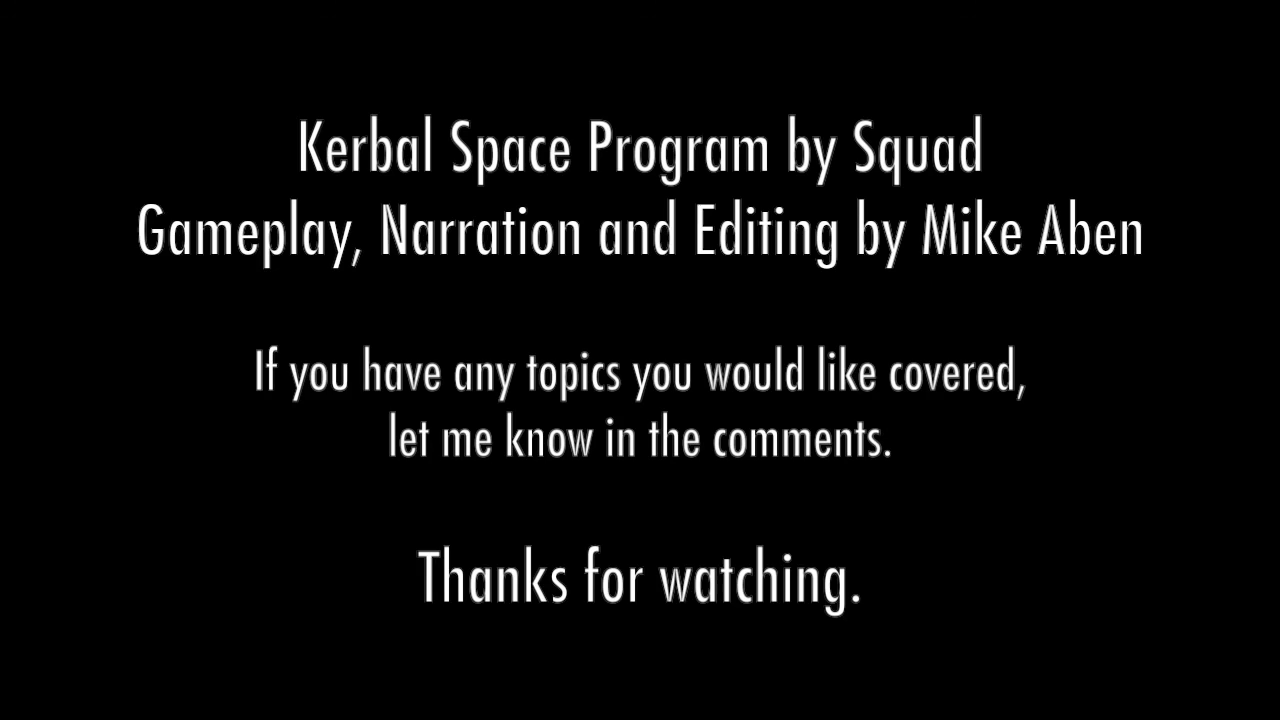 Kerbal Space Program by Squad
Gameplay, Narration and Editing by Mike Aben
If you have any topics you would like covered,
let me know in the comments.
Thanks for watching.